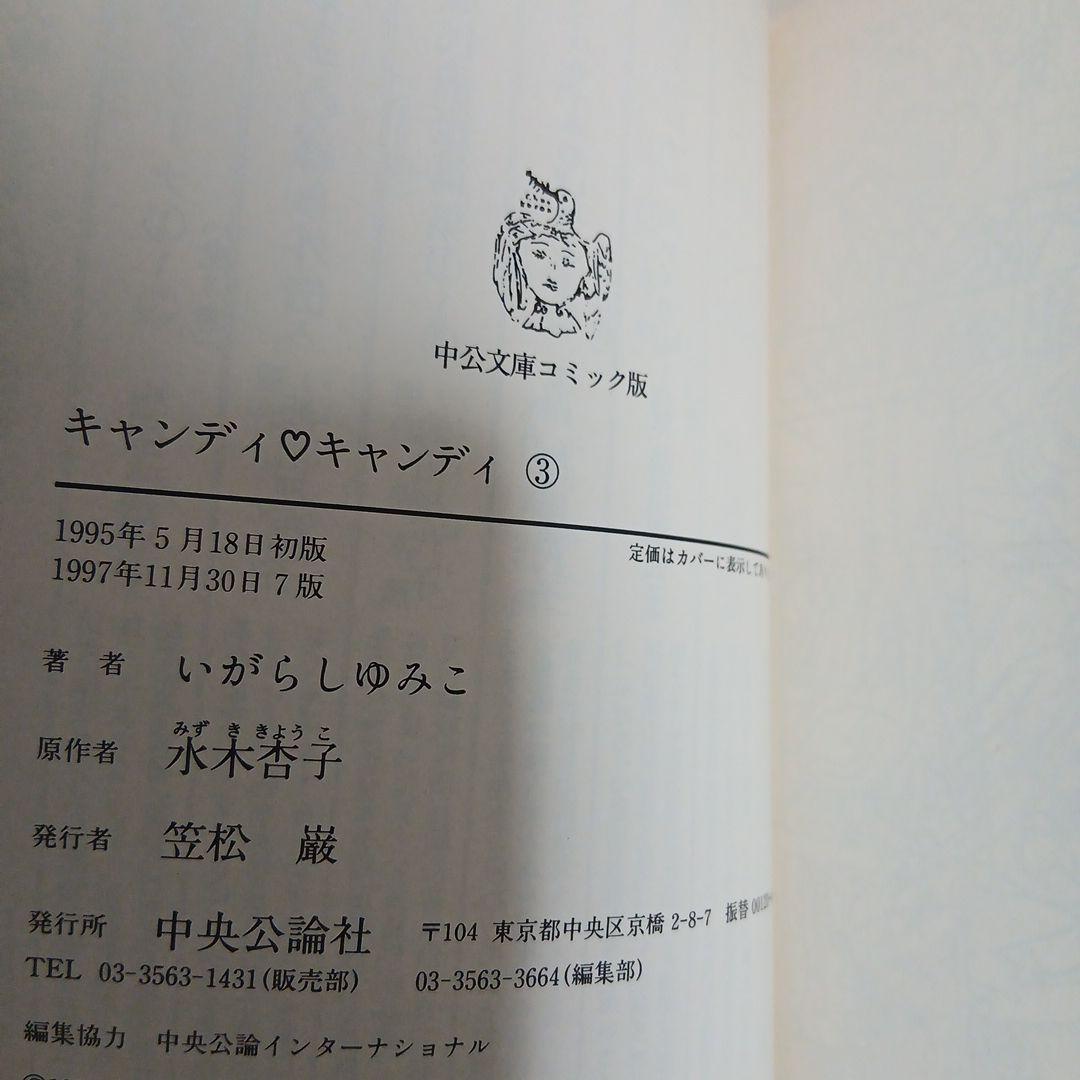 中公文庫コミック版
キャンディ♡キャンディ ③
1995年5月18日初版
1997年11月30日7版
定価はカバーに表示して
著者 いがらしゆみこ
みずききようこ
原作者 水木杏子
発行者 笠松 巌
発行所 中央公論社 〒104 東京都中央区京橋2-8-7 振替
TEL 03-3563-1431(販売部) 03-3563-3664(編集部)
編集協力 中央公論インターナショナル